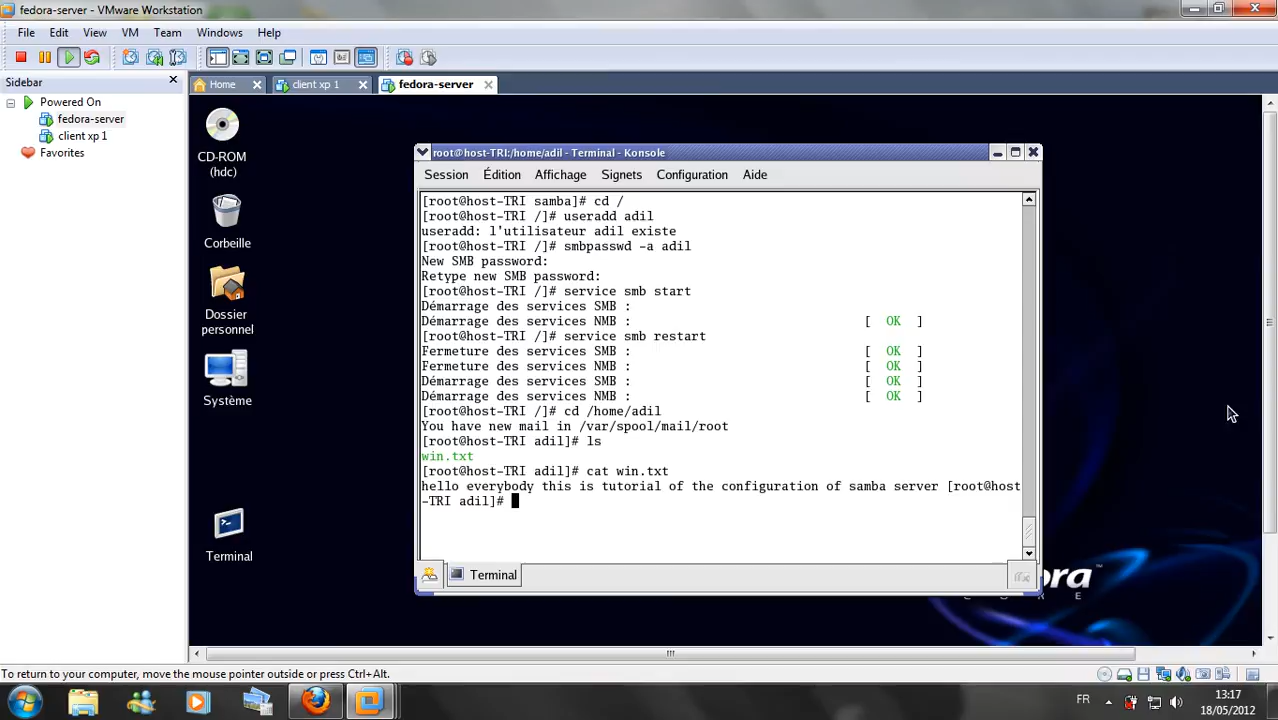 fedora-server - VMware Workstation
File Edit View VM Team Windows Help
Sidebar
Home client xp 1 fedora-server
Powered On
fedora-server
client xp 1
Favorites
CD-ROM
(hdc)
Corbeille
Dossier
personnel
Système
Terminal
root@host-TRI:/home/adil - Terminal - Konsole
Session Édition Affichage Signets Configuration Aide
[root@host-TRI samba]# cd /
[root@host-TRI /]# useradd adil
useradd: l'utilisateur adil existe
[root@host-TRI /]# smbpasswd -a adil
New SMB password:
Retype new SMB password:
[root@host-TRI /]# service smb start
Démarrage des services SMB :
Démarrage des services NMB : [ OK ]
[root@host-TRI /]# service smb restart
Fermeture des services SMB : [ OK ]
Fermeture des services NMB : [ OK ]
Démarrage des services SMB : [ OK ]
Démarrage des services NMB : [ OK ]
[root@host-TRI /]# cd /home/adil
You have new mail in /var/spool/mail/root
[root@host-TRI adil]# ls
win.txt
[root@host-TRI adil]# cat win.txt
hello everybody this is tutorial of the configuration of samba server [root@host
-TRI adil]#
Terminal
To return to your computer, move the mouse pointer outside or press Ctrl+Alt.
FR
13:17
18/05/2012